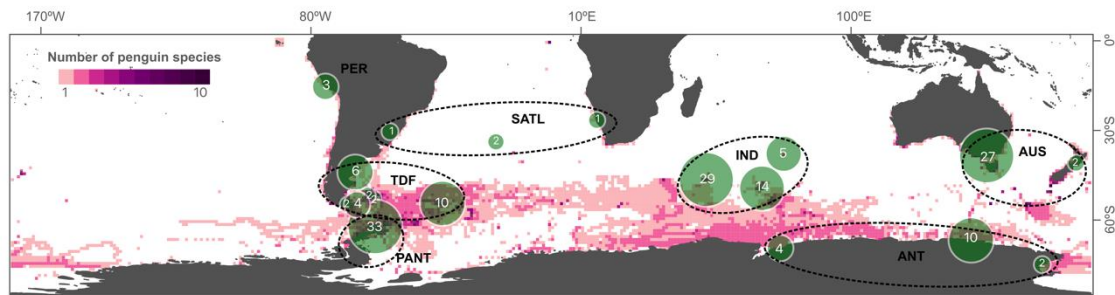 170°W 80°W 10°E 100°E
0°
Number of penguin species
1 10
PER
3
SATL
1
1
2
30°S
IND
5
27
AUS
2
6
TDF
29
14
2
2
4
1
10
33
60°S
PANT
4
10
ANT
2